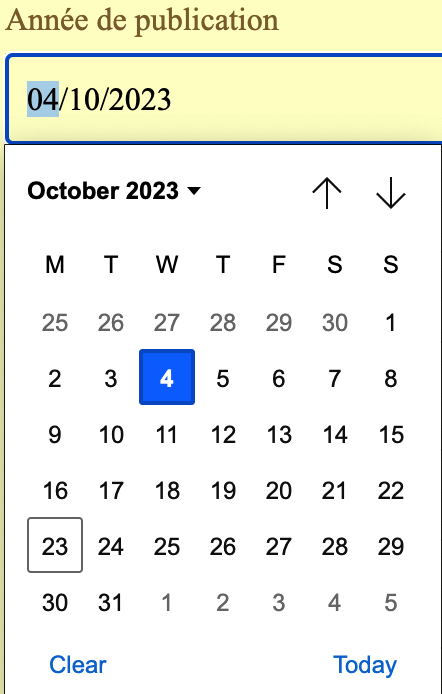 Année de publication
04/10/2023
October 2023
M T W T F S S
25 26 27 28 29 30 1
2 3 4 5 6 7 8
9 10 11 12 13 14 15
16 17 18 19 20 21 22
23 24 25 26 27 28 29
30 31 1 2 3 4 5
Clear Today